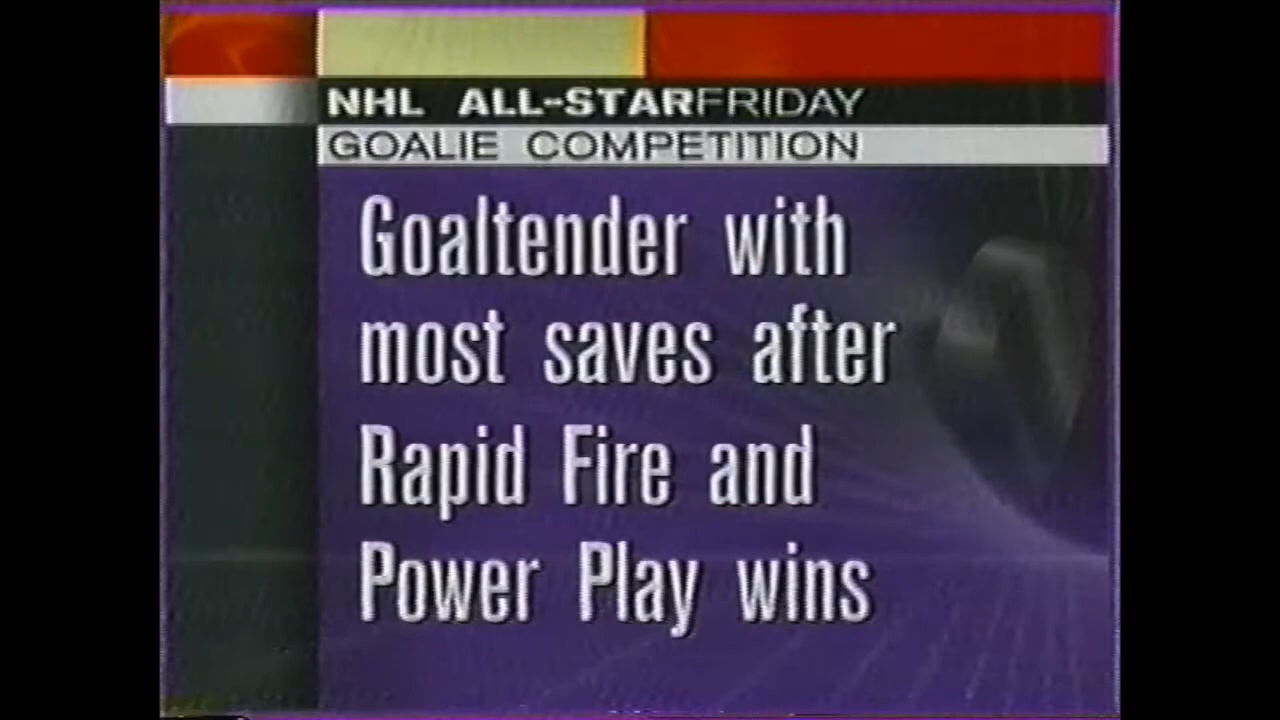 NHL ALL-STARFRIDAY
GOALIE COMPETITION
Goaltender with
most saves after
Rapid Fire and
Power Play wins